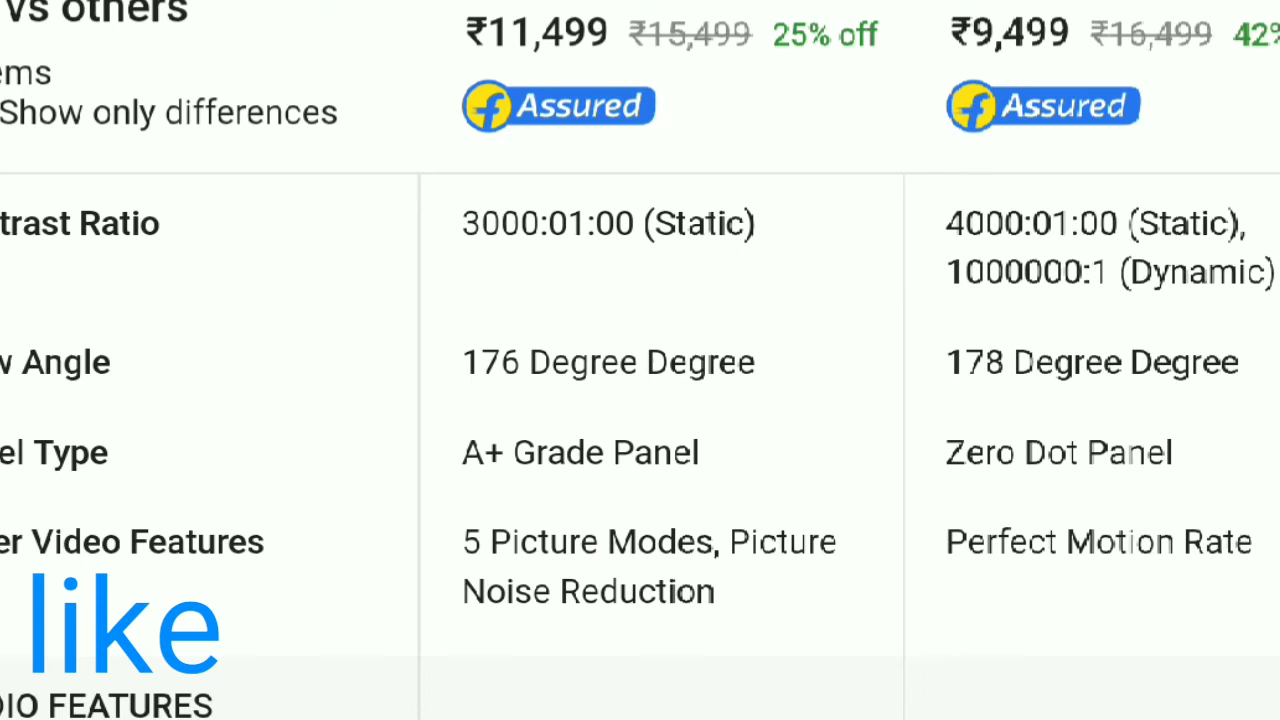 vs others
₹11,499 ₹15,499 25% off
₹9,499 ₹16,499 42%
ems
Show only differences
f Assured
f Assured
trast Ratio
3000:01:00 (Static)
4000:01:00 (Static),
1000000:1 (Dynamic)
w Angle
176 Degree Degree
178 Degree Degree
el Type
A+ Grade Panel
Zero Dot Panel
er Video Features
5 Picture Modes, Picture
Noise Reduction
Perfect Motion Rate
like
DIO FEATURES